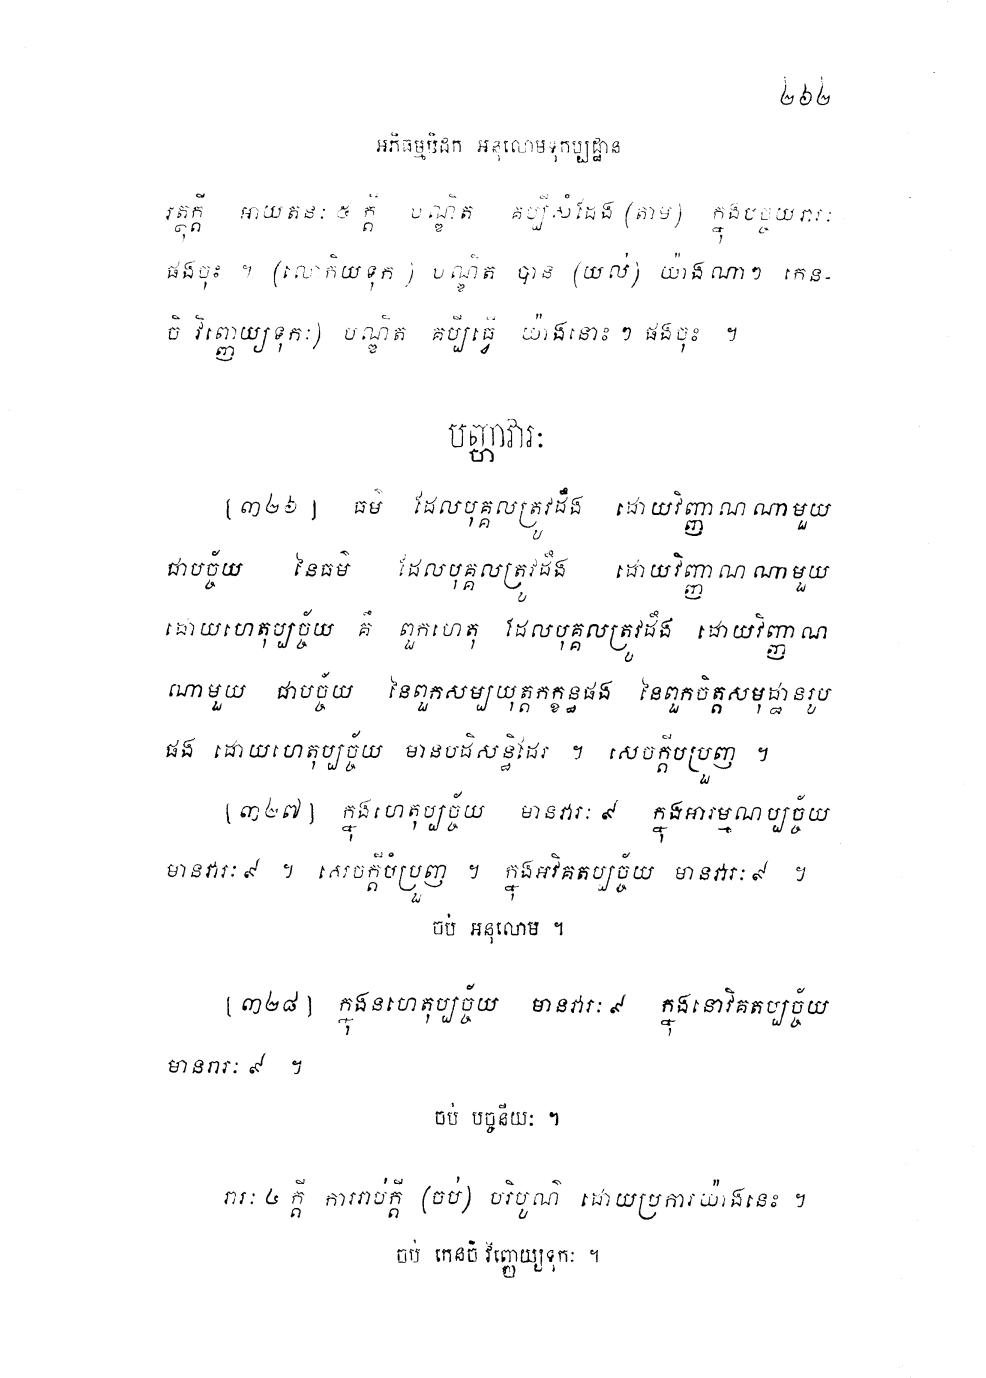 ២៦២
អភិធម្មបិដក អនុលោមទុកប្បដ្ឋាន
វត្ថុក្តី អាយតនៈ ៥ ក្តី បណ្ឌិត គប្បីសំដែង (តាម) ក្នុងបច្ចយវារៈ
ផងចុះ ។ (លោកិយទុក ) បណ្ឌិត បាន (យល់) យ៉ាងណាៗ កេន-
ចិ វិញ្ញេយ្យទុកៈ) បណ្ឌិត គប្បីធ្វើ យ៉ាងនោះៗ ផងចុះ ។
បញ្ហាវារៈ
[៣២៦] ធម៌ ដែលបុគ្គលត្រូវដឹង ដោយវិញ្ញាណណាមួយ
ជាបច្ច័យ នៃធម៌ ដែលបុគ្គលត្រូវដឹង ដោយវិញ្ញាណណាមួយ
ដោយហេតុប្បច្ច័យ គឺ ពួកហេតុ ដែលបុគ្គលត្រូវដឹង ដោយវិញ្ញាណ
ណាមួយ ជាបច្ច័យ នៃពួកសម្បយុត្តកក្ខន្ធផង នៃពួកចិត្តសមុដ្ឋានរូប
ផង ដោយហេតុប្បច្ច័យ មានបដិសន្ធិដែរ ។ សេចក្តីបប្រួញ ។
[៣២៧] ក្នុងហេតុប្បច្ច័យ មានវារៈ ៩ ក្នុងអារម្មណប្បច្ច័យ
មានវារៈ ៩ ។ សេចក្តីបំប្រួញ ។ ក្នុងអវិគតប្បច្ច័យ មានវារៈ ៩ ។
ចប់ អនុលោម ។
[៣២៨] ក្នុងនហេតុប្បច្ច័យ មានវារៈ ៩ ក្នុងនោវិគតប្បច្ច័យ
មានវារៈ ៩ ។
ចប់ បច្ចនីយៈ ។
វារៈ ៤ ក្តី ការរាប់ក្តី (ចប់) បរិបូណ៌ ដោយប្រការយ៉ាងនេះ ។
ចប់ កេនចិ វិញ្ញេយ្យទុកៈ ។